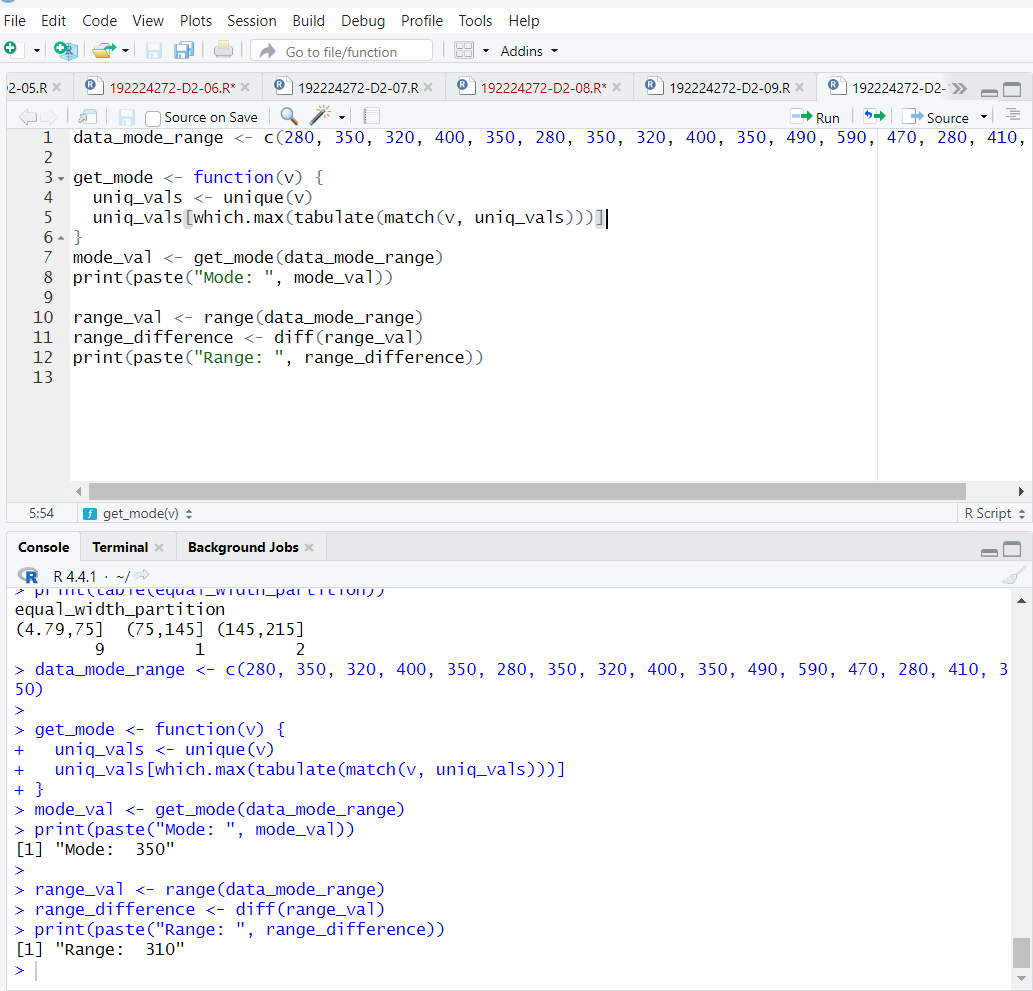 File Edit Code View Plots Session Build Debug Profile Tools Help
Go to file/function Addins
2-05.R 192224272-D2-06.R* 192224272-D2-07.R 192224272-D2-08.R* 192224272-D2-09.R 192224272-D2-
Source on Save Run Source
1 data_mode_range <- c(280, 350, 320, 400, 350, 280, 350, 320, 400, 350, 490, 590, 470, 280, 410,
2
3 get_mode <- function(v) {
4 uniq_vals <- unique(v)
5 uniq_vals[which.max(tabulate(match(v, uniq_vals)))]
6 }
7 mode_val <- get_mode(data_mode_range)
8 print(paste("Mode: ", mode_val))
9
10 range_val <- range(data_mode_range)
11 range_difference <- diff(range_val)
12 print(paste("Range: ", range_difference))
13
5:54 get_mode(v) R Script
Console Terminal Background Jobs
R R 4.4.1 · ~/
> print(table(equal_width_partition))
equal_width_partition
(4.79,75] (75,145] (145,215]
9 1 2
> data_mode_range <- c(280, 350, 320, 400, 350, 280, 350, 320, 400, 350, 490, 590, 470, 280, 410, 3
50)
>
> get_mode <- function(v) {
+ uniq_vals <- unique(v)
+ uniq_vals[which.max(tabulate(match(v, uniq_vals)))]
+ }
> mode_val <- get_mode(data_mode_range)
> print(paste("Mode: ", mode_val))
[1] "Mode:  350"
>
> range_val <- range(data_mode_range)
> range_difference <- diff(range_val)
> print(paste("Range: ", range_difference))
[1] "Range:  310"
>